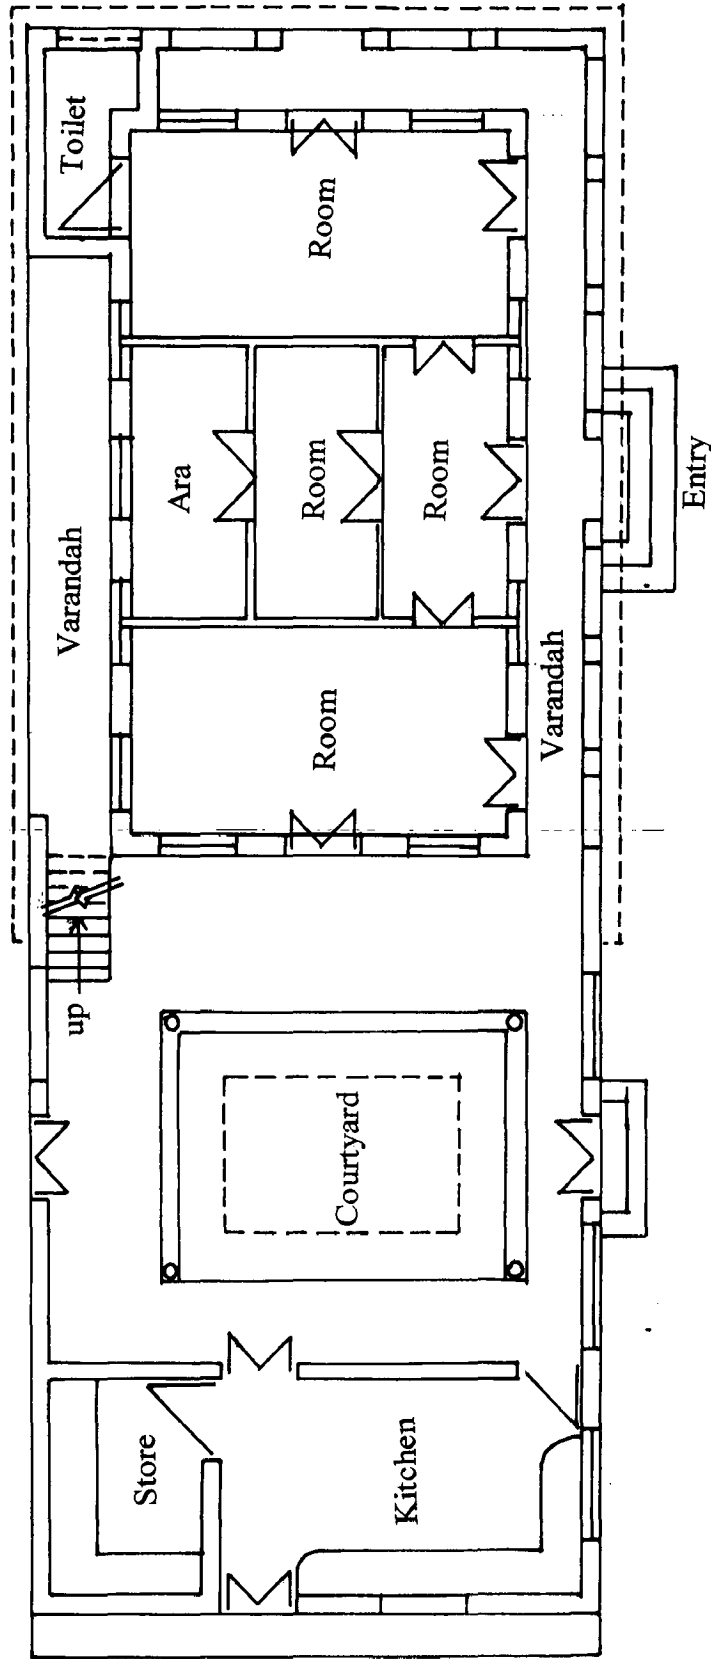 up
Varandah
Toilet
Store
Ara
Room
Room
Room
Courtyard
Kitchen
Room
Varandah
Entry